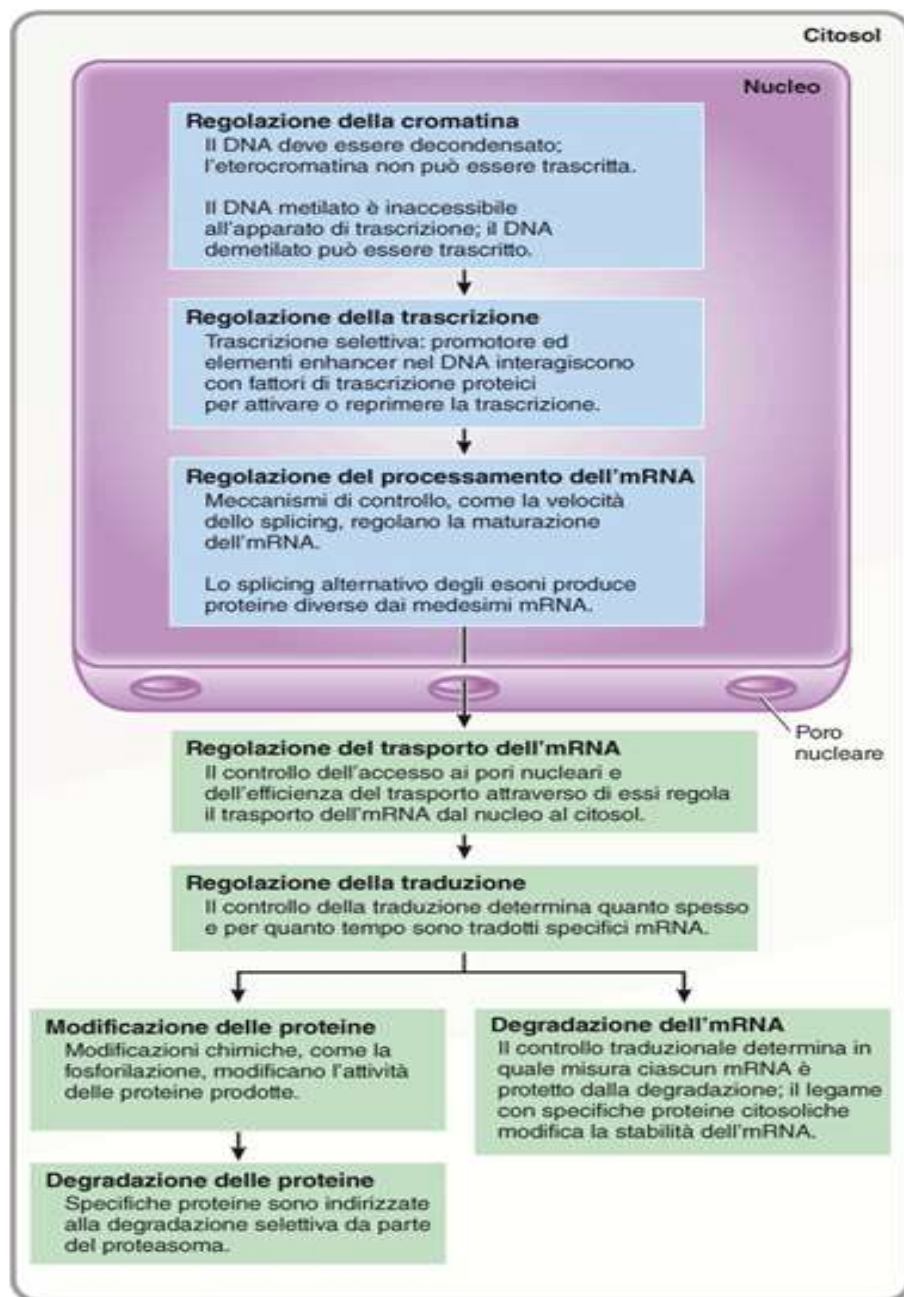 Citosol
Nucleo
Regolazione della cromatina
Il DNA deve essere decondensato;
l'eterocromatina non può essere trascritta.
Il DNA metilato è inaccessibile
all'apparato di trascrizione; il DNA
demetilato può essere trascritto.
Regolazione della trascrizione
Trascrizione selettiva: promotore ed
elementi enhancer nel DNA interagiscono
con fattori di trascrizione proteici
per attivare o reprimere la trascrizione.
Regolazione del processamento dell'mRNA
Meccanismi di controllo, come la velocità
dello splicing, regolano la maturazione
dell'mRNA.
Lo splicing alternativo degli esoni produce
proteine diverse dai medesimi mRNA.
Poro
nucleare
Regolazione del trasporto dell'mRNA
Il controllo dell'accesso ai pori nucleari e
dell'efficienza del trasporto attraverso di essi regola
il trasporto dell'mRNA dal nucleo al citosol.
Regolazione della traduzione
Il controllo della traduzione determina quanto spesso
e per quanto tempo sono tradotti specifici mRNA.
Modificazione delle proteine
Modificazioni chimiche, come la
fosforilazione, modificano l'attività
delle proteine prodotte.
Degradazione dell'mRNA
Il controllo traduzionale determina in
quale misura ciascun mRNA è
protetto dalla degradazione; il legame
con specifiche proteine citosoliche
modifica la stabilità dell'mRNA.
Degradazione delle proteine
Specifiche proteine sono indirizzate
alla degradazione selettiva da parte
del proteasoma.